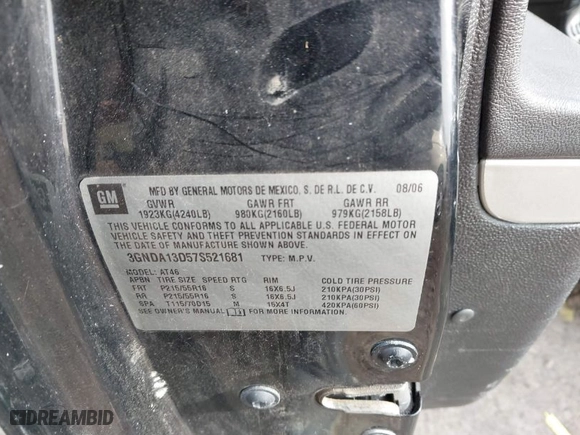 GM
MFD BY GENERAL MOTORS DE MEXICO, S. DE R.L. DE C.V. 08/06
GVWR GAWR FRT GAWR RR
1923KG(4240LB) 980KG(2160LB) 979KG(2158LB)
THIS VEHICLE CONFORMS TO ALL APPLICABLE U.S. FEDERAL MOTOR
VEHICLE SAFETY AND THEFT PREVENTION STANDARDS IN EFFECT ON
THE DATE OF MANUFACTURE SHOWN ABOVE.
3GNDA13D57S521681 TYPE: M.P.V.
MODEL: AT46
APBN TIRE SIZE SPEED RTG RIM COLD TIRE PRESSURE
FRT P215/55R16 S 16X6.5J 210KPA(30PSI)
RR P215/55R16 S 16X6.5J 210KPA(30PSI)
SPA T115/70D15 M 15X4T 420KPA(60PSI)
SEE OWNER'S MANUAL FOR MORE INFORMATION
DREAMBID